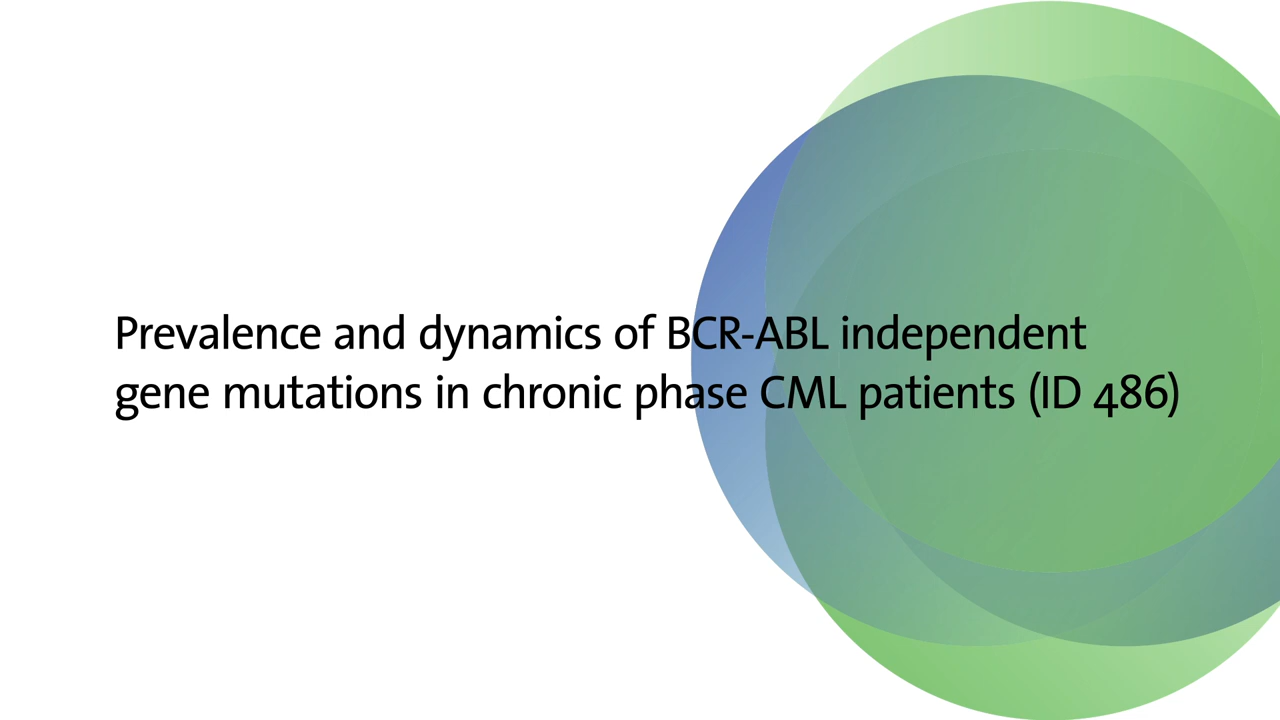 Prevalence and dynamics of BCR-ABL independent
gene mutations in chronic phase CML patients (ID 486)